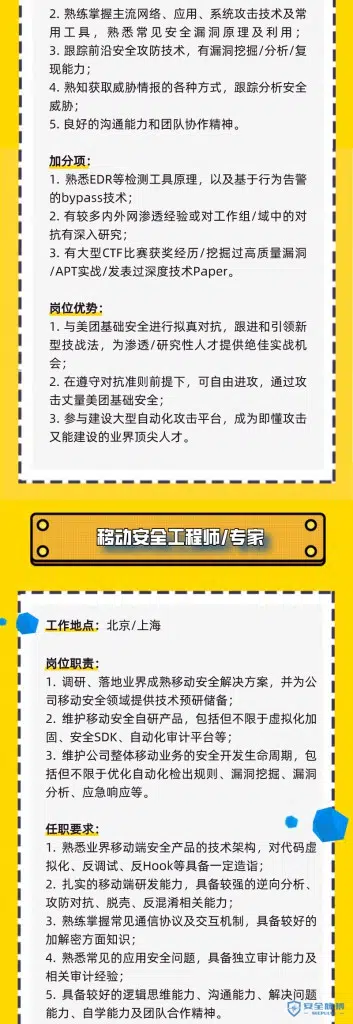 2. 熟练掌握主流网络、应用、系统攻击技术及常
用工具，熟悉常见安全漏洞原理及利用；
3. 跟踪前沿安全攻防技术，有漏洞挖掘/分析/复
现能力；
4. 熟知获取威胁情报的各种方式，跟踪分析安全
威胁；
5. 良好的沟通能力和团队协作精神。
加分项：
1. 熟悉EDR等检测工具原理，以及基于行为告警
的bypass技术；
2. 有较多内外网渗透经验或对工作组/域中的对
抗有深入研究；
3. 有大型CTF比赛获奖经历/挖掘过高质量漏洞
/APT实战/发表过深度技术Paper。
岗位优势：
1. 与美团基础安全进行拟真对抗，跟进和引领新
型技战法，为渗透/研究性人才提供绝佳实战机
会；
2. 在遵守对抗准则前提下，可自由进攻，通过攻
击丈量美团基础安全；
3. 参与建设大型自动化攻击平台，成为即懂攻击
又能建设的业界顶尖人才。
移动安全工程师/专家
工作地点：北京/上海
岗位职责：
1. 调研、落地业界成熟移动安全解决方案，并为公
司移动安全领域提供技术预研储备；
2. 维护移动安全自研产品，包括但不限于虚拟化加
固、安全SDK、自动化审计平台等；
3. 维护公司整体移动业务的安全开发生命周期，包
括但不限于优化自动化检出规则、漏洞挖掘、漏洞
分析、应急响应等。
任职要求：
1. 熟悉业界移动端安全产品的技术架构，对代码虚
拟化、反调试、反Hook等具备一定造诣；
2. 扎实的移动端研发能力，具备较强的逆向分析、
攻防对抗、脱壳、反混淆相关能力；
3. 熟练掌握常见通信协议及交互机制，具备较好的
加解密方面知识；
4. 熟悉常见的应用安全问题，具备独立审计能力及
相关审计经验；
5. 具备较好的逻辑思维能力、沟通能力、解决问题
能力、自学能力及团队合作精神。